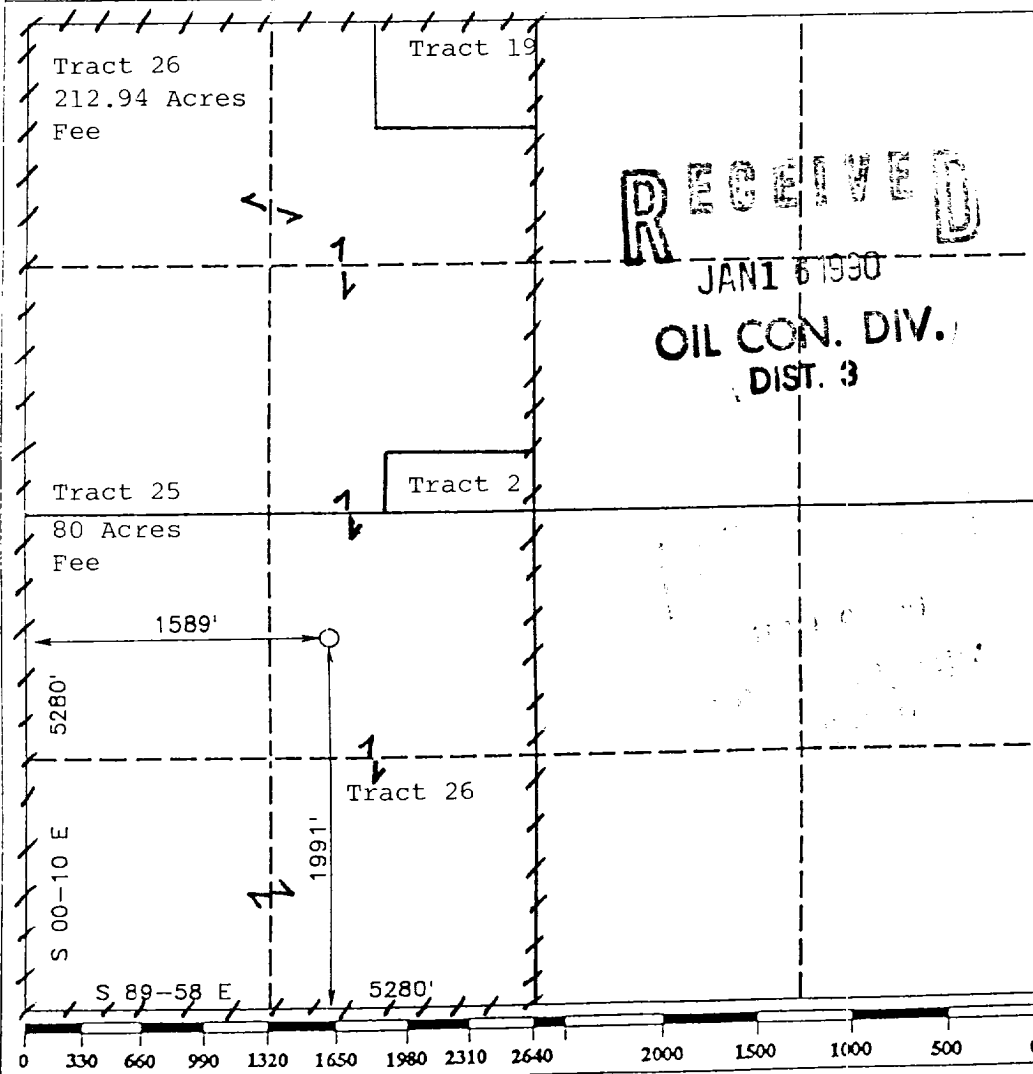 Tract 26
212.94 Acres
Fee
Tract 19
RECEIVED
JAN1 6 1990
OIL CON. DIV.
DIST. 3
Tract 25
80 Acres
Fee
Tract 2
1589'
5280'
1991'
Tract 26
S 00-10 E
S 89-58 E
5280'
0 330 660 990 1320 1650 1980 2310 2640 2000 1500 1000 500